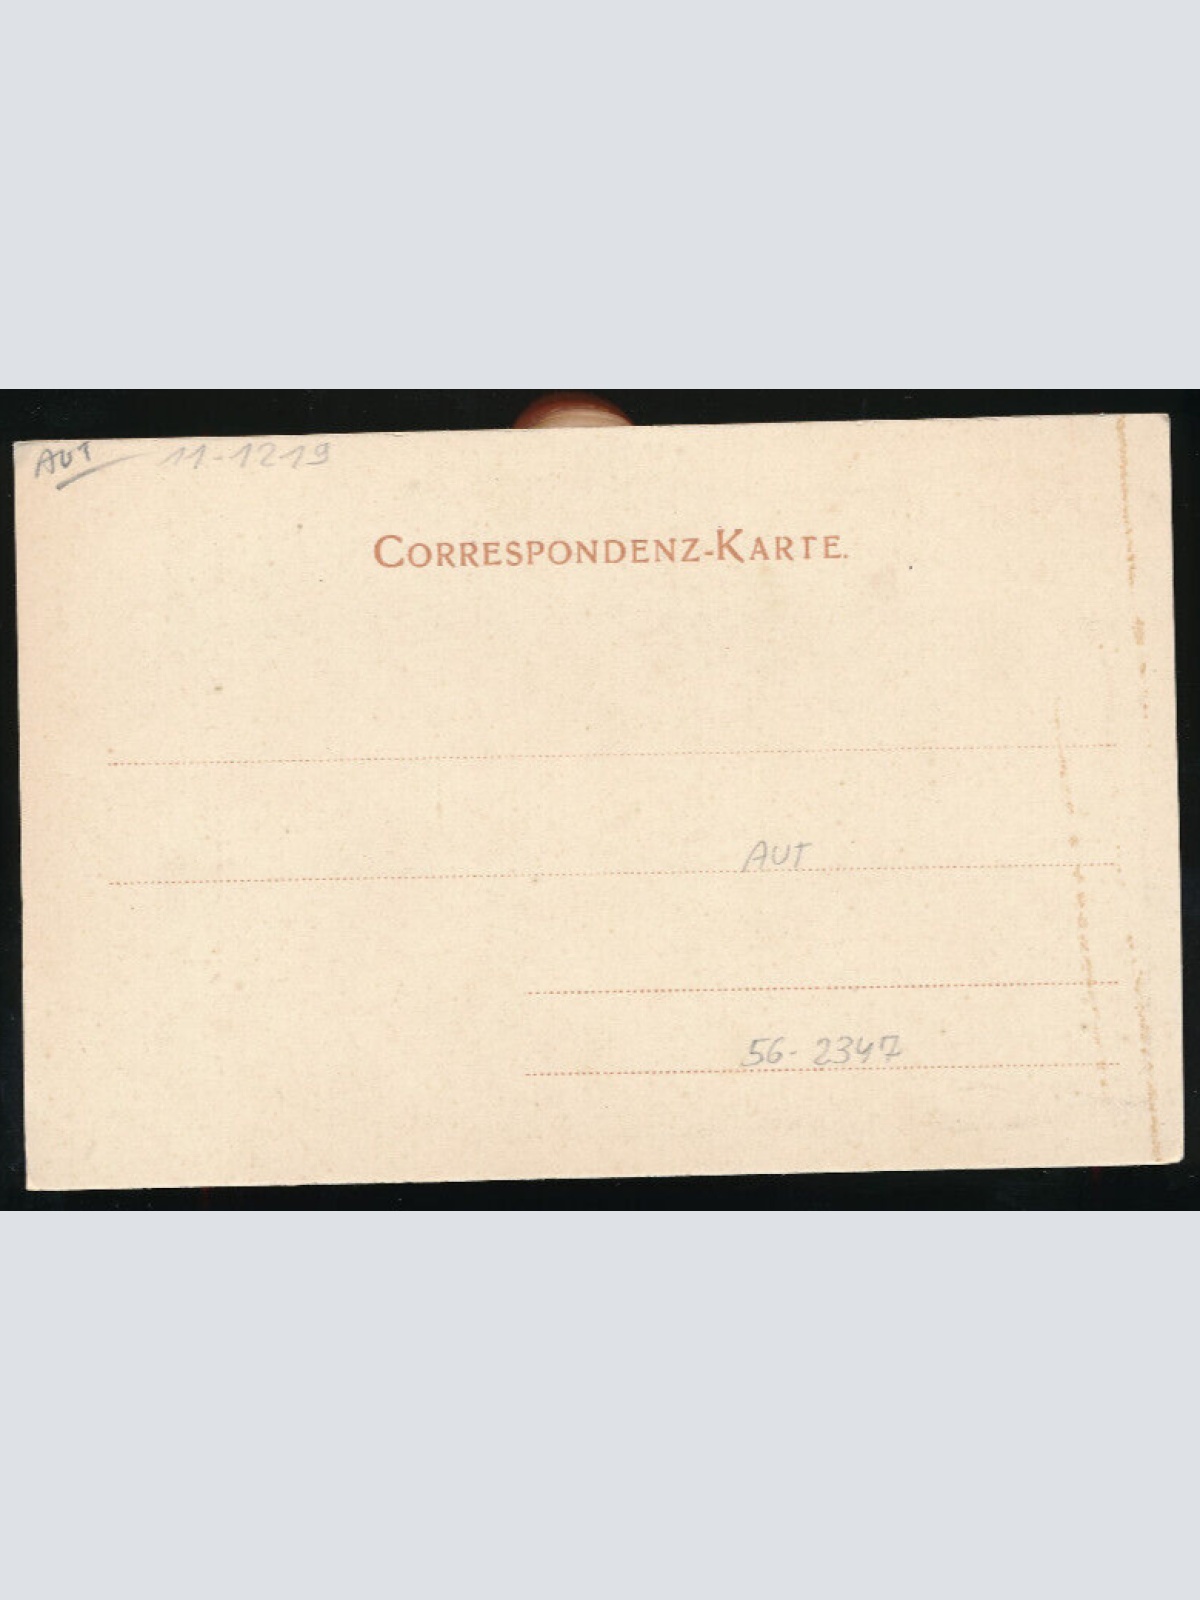 AUT 11-1219
CORRESPONDENZ-KARTE.
AUT
56-2347